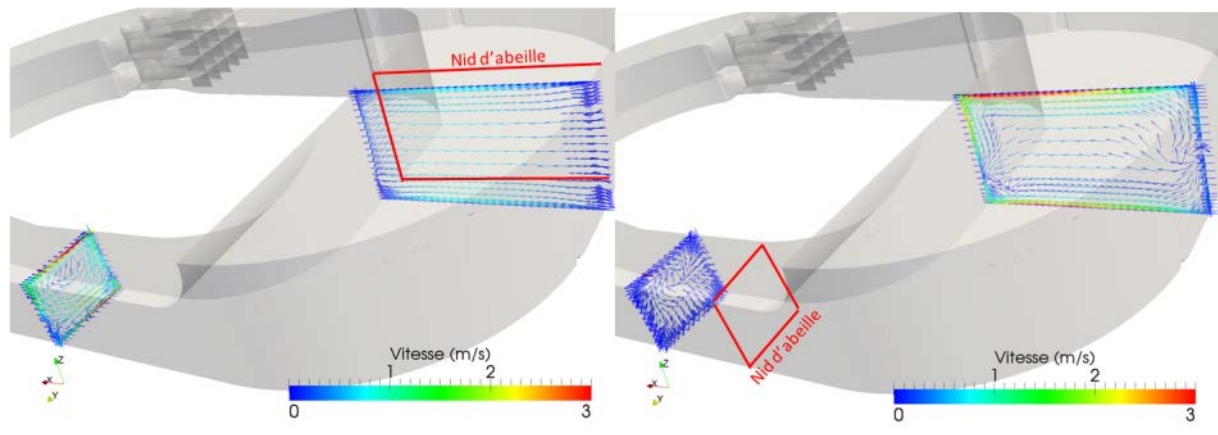 Nid d'abeille
Z
X
Y
Vitesse (m/s)
0 1 2 3
Nid d'abeille
Z
X
Y
Vitesse (m/s)
0 1 2 3